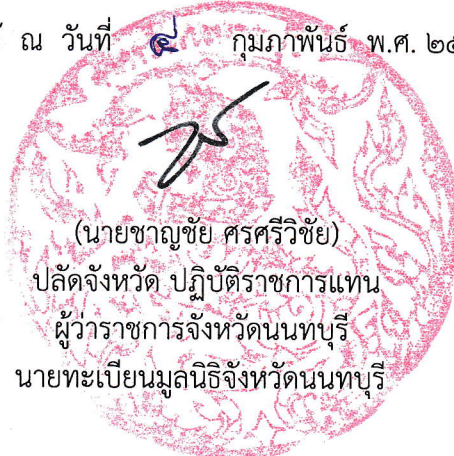 ณ วันที่ ๔ กุมภาพันธ์ พ.ศ.
(นายชาญชัย ศรศรีวิชัย)
ปลัดจังหวัด ปฏิบัติราชการแทน
ผู้ว่าราชการจังหวัดนนทบุรี
นายทะเบียนมูลนิธิจังหวัดนนทบุรี